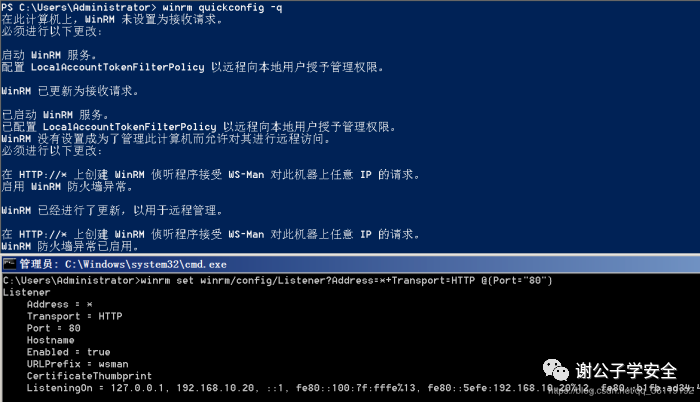 PS C:\Users\Administrator> winrm quickconfig -q
在此计算机上，WinRM 未设置为接收请求。
必须进行以下更改:
启动 WinRM 服务。
配置 LocalAccountTokenFilterPolicy 以远程向本地用户授予管理权限。
WinRM 已更新为接收请求。
已启动 WinRM 服务。
已配置 LocalAccountTokenFilterPolicy 以远程向本地用户授予管理权限。
WinRM 没有设置成为了管理此计算机而允许对其进行远程访问。
必须进行以下更改:
在 HTTP://* 上创建 WinRM 侦听程序接受 WS-Man 对此机器上任意 IP 的请求。
启用 WinRM 防火墙异常。
WinRM 已经进行了更新，以用于远程管理。
在 HTTP://* 上创建 WinRM 侦听程序接受 WS-Man 对此机器上任意 IP 的请求。
WinRM 防火墙异常已启用。
管理员: C:\Windows\system32\cmd.exe
C:\Users\Administrator>winrm set winrm/config/Listener?Address=*+Transport=HTTP @{Port="80"}
Listener
Address = *
Transport = HTTP
Port = 80
Hostname
Enabled = true
URLPrefix = wsman
CertificateThumbprint
ListeningOn = 127.0.0.1, 192.168.10.20, ::1, fe80::100:7f:fffe%13, fe80::5efe:192.168.10.20%12,
谢公子学安全